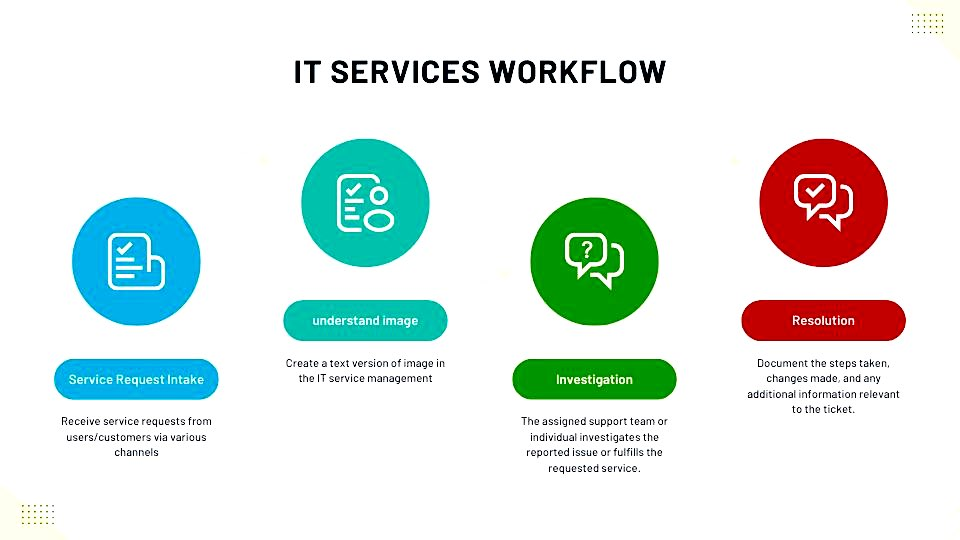 IT SERVICES WORKFLOW
Service Request Intake
Receive service requests from
users/customers via various
channels
understand image
Create a text version of image in
the IT service management
?
Investigation
The assigned support team or
individual investigates the
reported issue or fulfills the
requested service.
Resolution
Document the steps taken,
changes made, and any
additional information relevant
to the ticket.